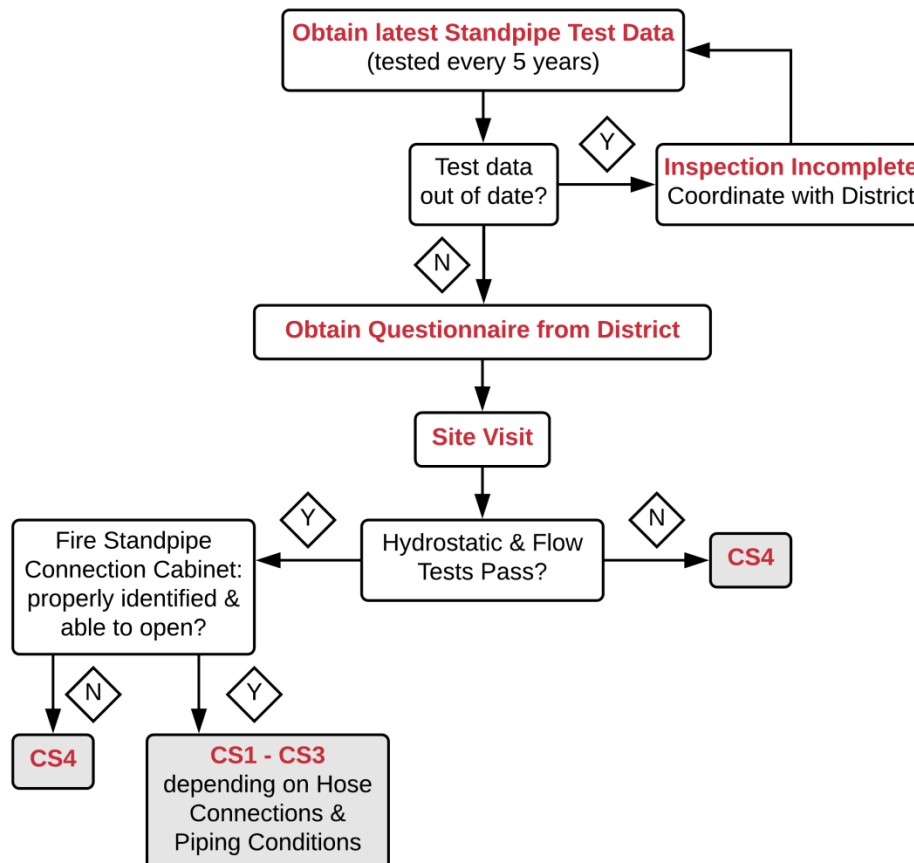 Obtain latest Standpipe Test Data
(tested every 5 years)
Test data
out of date?
Y
Inspection Incomplete
Coordinate with District
N
Obtain Questionnaire from District
Site Visit
Hydrostatic & Flow
Tests Pass?
Y
N
Fire Standpipe
Connection Cabinet:
properly identified &
able to open?
CS4
N
Y
CS4
CS1 - CS3
depending on Hose
Connections &
Piping Conditions